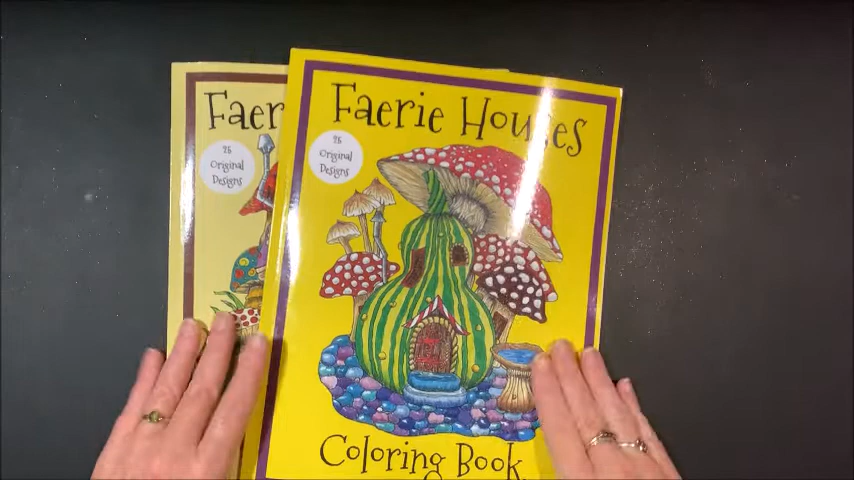 Faer
25
Original
Designs
Faerie Houses
25
Original
Designs
Coloring Book